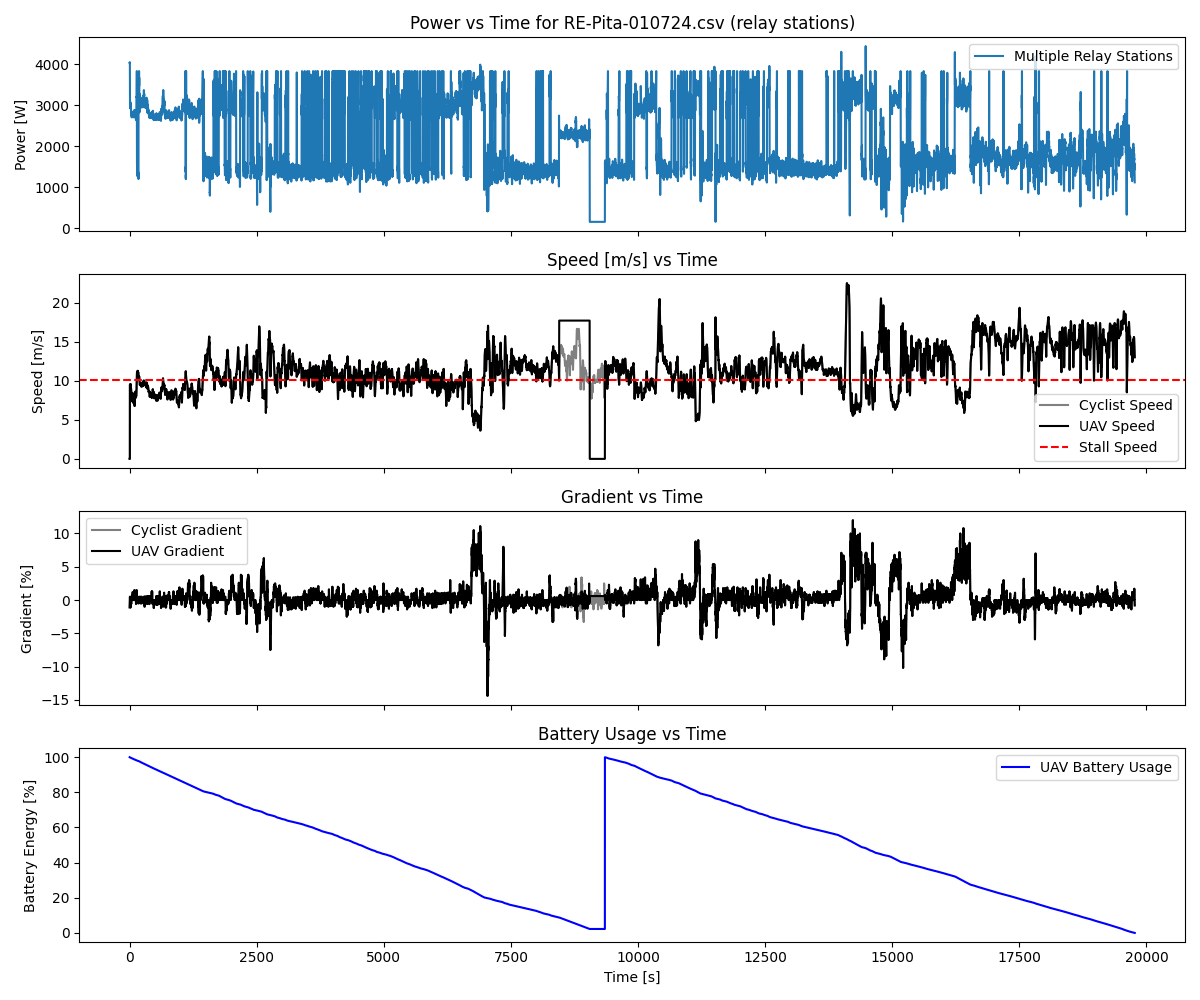 Power vs Time for RE-Pita-010724.csv (relay stations)
Multiple Relay Stations
Power [W]
4000
3000
2000
1000
0
Speed [m/s] vs Time
Speed [m/s]
20
15
10
5
0
Cyclist Speed
UAV Speed
Stall Speed
Gradient vs Time
Gradient [%]
10
5
0
−5
−10
−15
Cyclist Gradient
UAV Gradient
Battery Usage vs Time
Battery Energy [%]
100
80
60
40
20
0
UAV Battery Usage
0 2500 5000 7500 10000 12500 15000 17500 20000
Time [s]